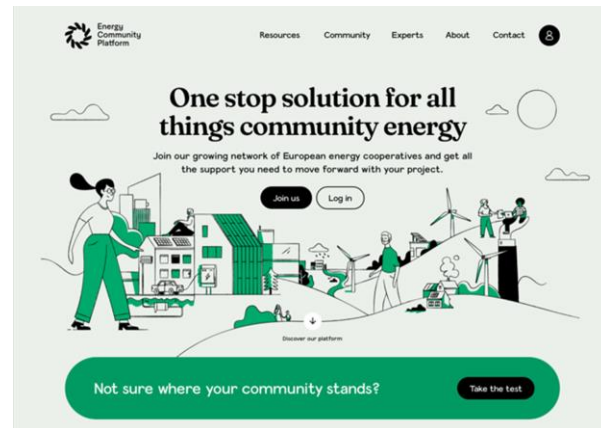 Energy
Community
Platform
Resources Community Experts About Contact
One stop solution for all
things community energy
Join our growing network of European energy cooperatives and get all
the support you need to move forward with your project.
Join us Log in
Discover our platform
Not sure where your community stands? Take the test